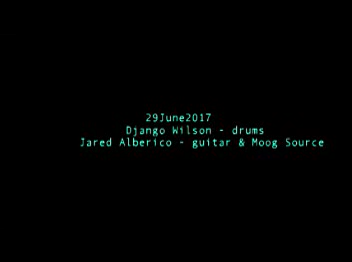 29June2017
Django Wilson - drums
Jared Alberico - guitar & Moog Source